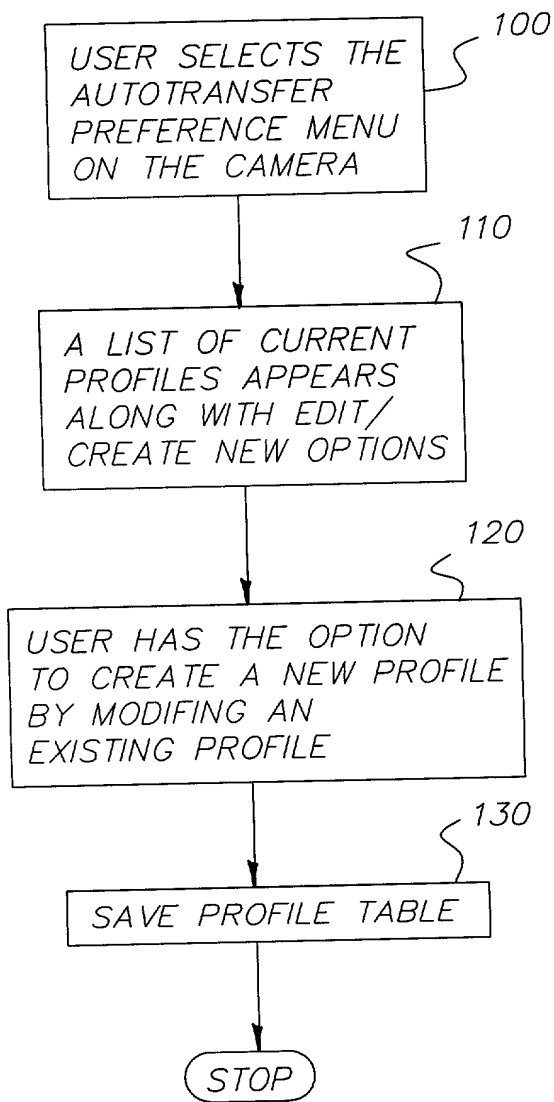 100
USER SELECTS THE
AUTOTRANSFER
PREFERENCE MENU
ON THE CAMERA
110
A LIST OF CURRENT
PROFILES APPEARS
ALONG WITH EDIT/
CREATE NEW OPTIONS
120
USER HAS THE OPTION
TO CREATE A NEW PROFILE
BY MODIFING AN
EXISTING PROFILE
130
SAVE PROFILE TABLE
STOP